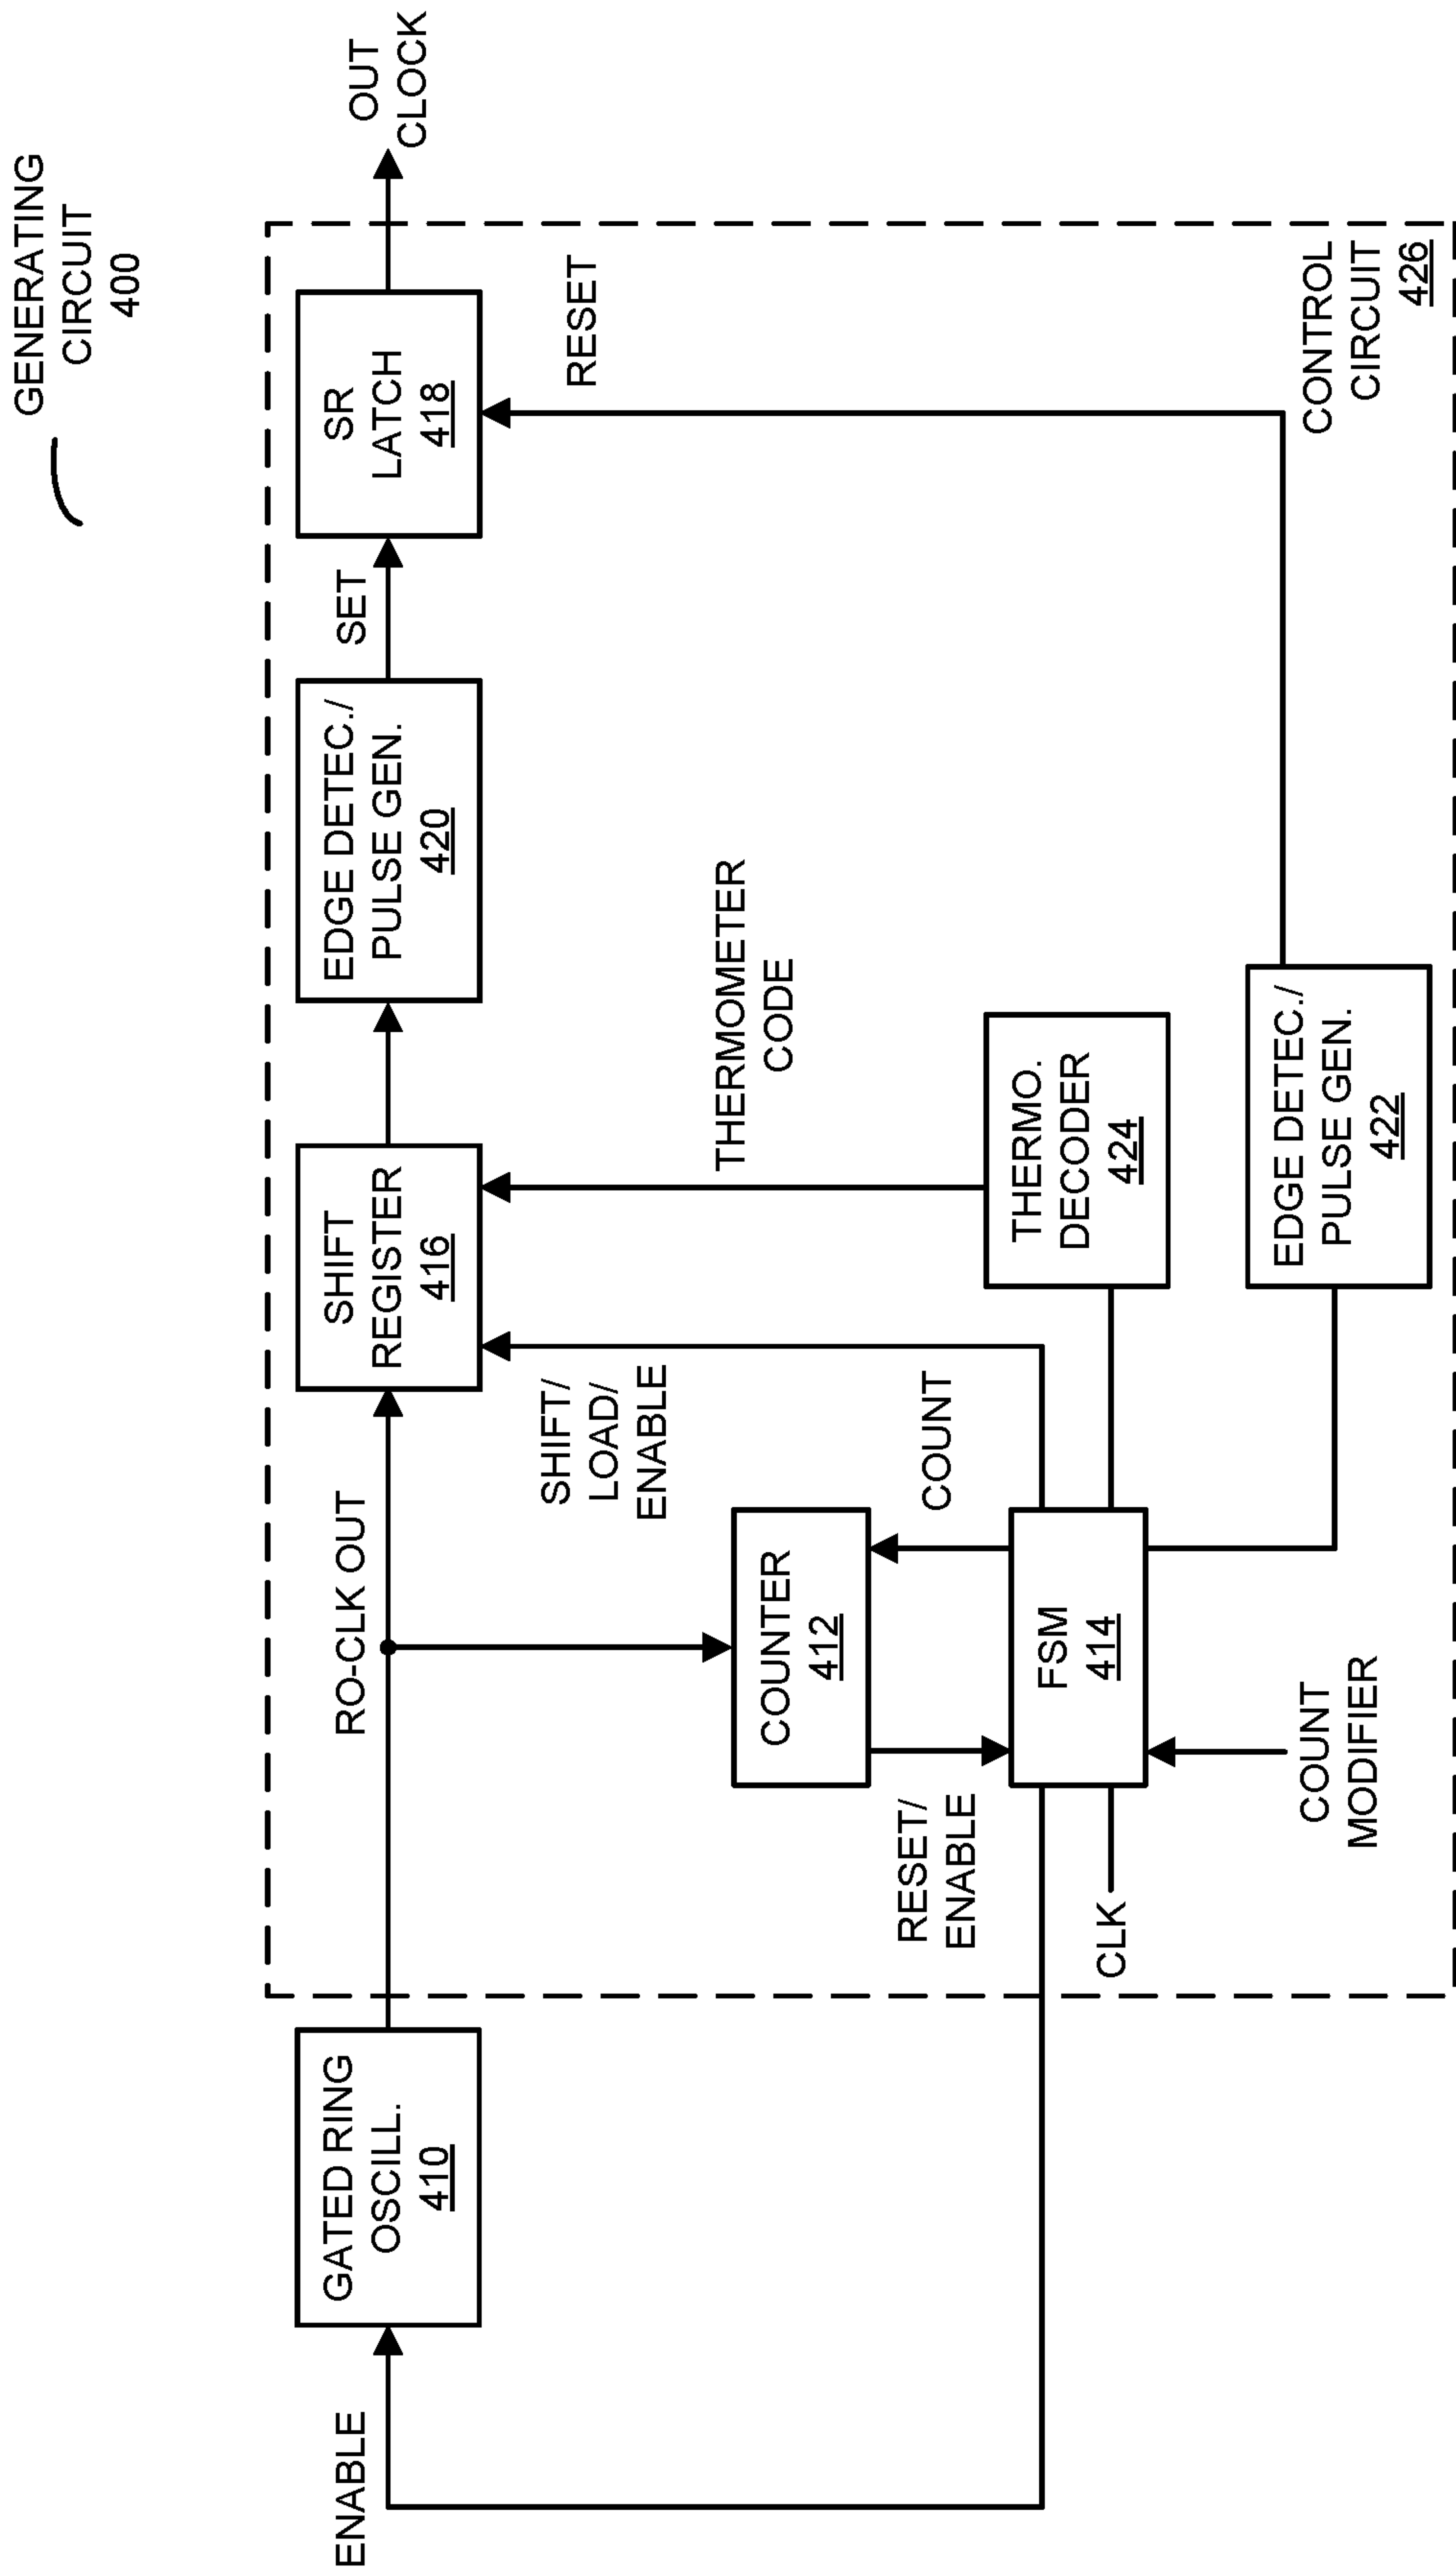 GENERATING
CIRCUIT
400
OUT
CLOCK
ENABLE
GATED RING
OSCILL.
410
RO-CLK OUT
SHIFT
REGISTER
416
EDGE DETEC./
PULSE GEN.
420
SET
SR
LATCH
418
RESET
SHIFT/
LOAD/
ENABLE
THERMOMETER
CODE
COUNTER
412
RESET/
ENABLE
COUNT
FSM
414
CLK
COUNT
MODIFIER
THERMO.
DECODER
424
EDGE DETEC./
PULSE GEN.
422
CONTROL
CIRCUIT
426